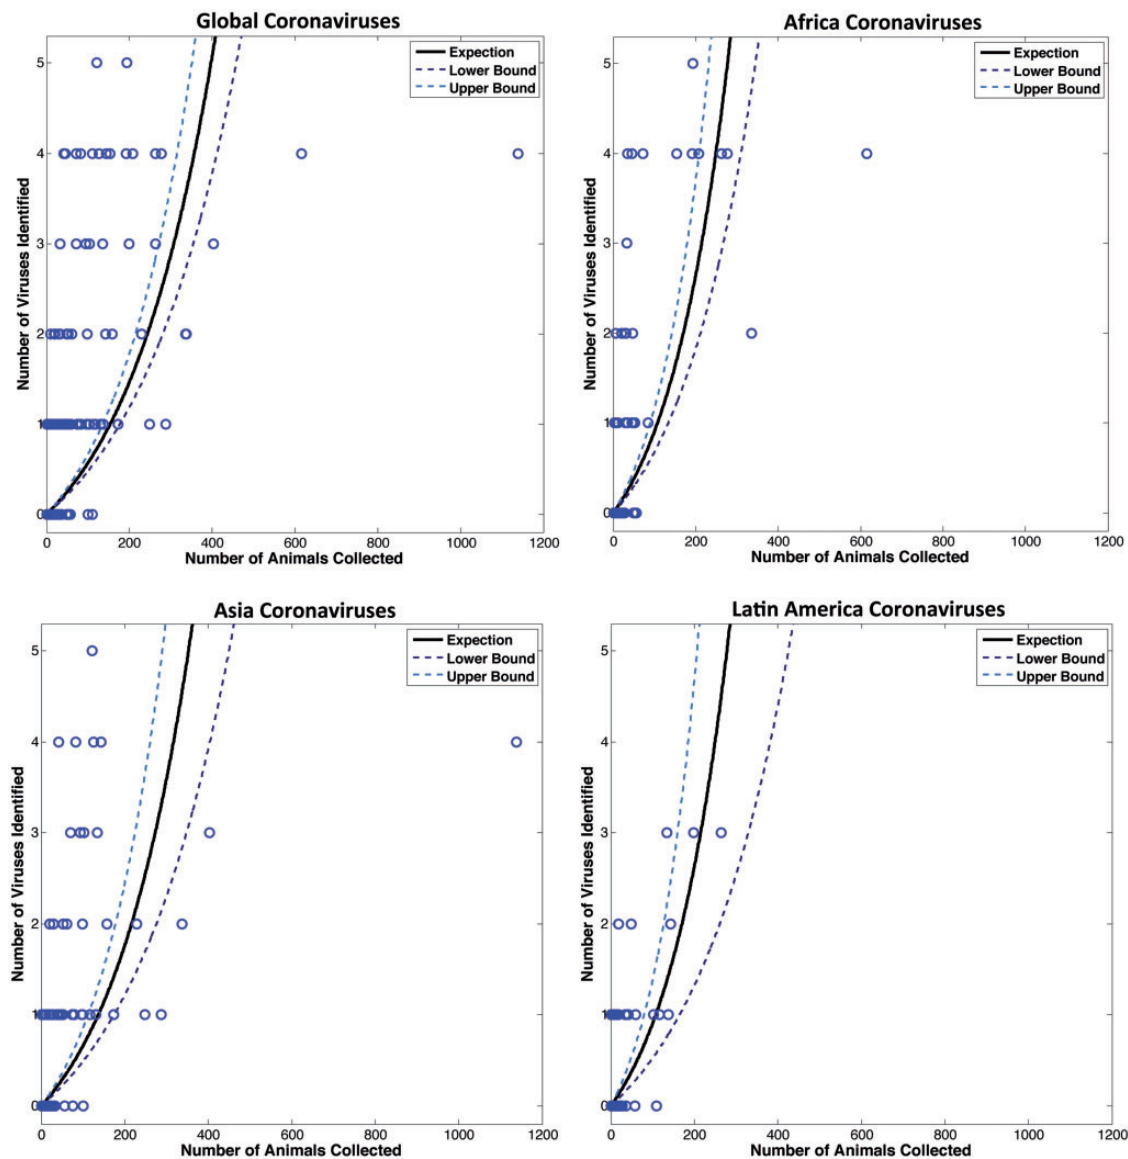 Global Coronaviruses
Expection
Lower Bound
Upper Bound
Number of Viruses Identified
5
4
3
2
1
0
0 200 400 600 800 1000 1200
Number of Animals Collected
Africa Coronaviruses
Expection
Lower Bound
Upper Bound
Number of Viruses Identified
5
4
3
2
1
0
0 200 400 600 800 1000 1200
Number of Animals Collected
Asia Coronaviruses
Expection
Lower Bound
Upper Bound
Number of Viruses Identified
5
4
3
2
1
0
0 200 400 600 800 1000 1200
Number of Animals Collected
Latin America Coronaviruses
Expection
Lower Bound
Upper Bound
Number of Viruses Identified
5
4
3
2
1
0
0 200 400 600 800 1000 1200
Number of Animals Collected